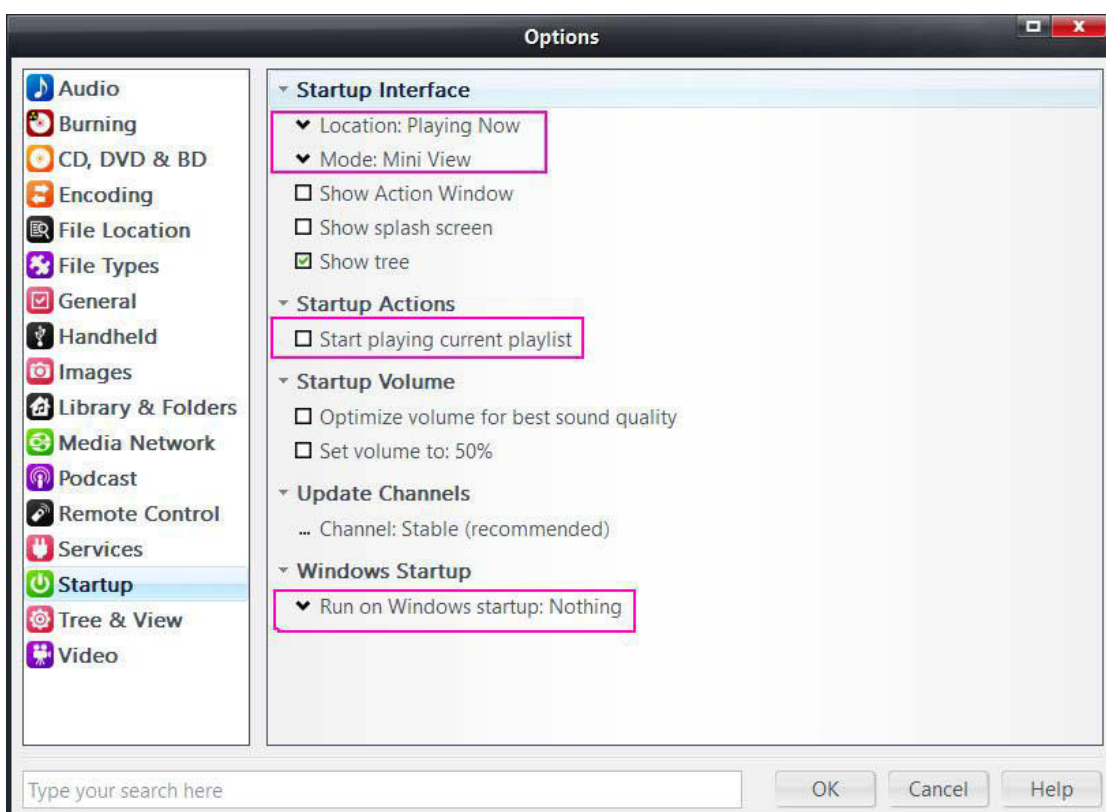 Options
Audio
Burning
CD, DVD & BD
Encoding
File Location
File Types
General
Handheld
Images
Library & Folders
Media Network
Podcast
Remote Control
Services
Startup
Tree & View
Video
Startup Interface
Location: Playing Now
Mode: Mini View
Show Action Window
Show splash screen
Show tree
Startup Actions
Start playing current playlist
Startup Volume
Optimize volume for best sound quality
Set volume to: 50%
Update Channels
... Channel: Stable (recommended)
Windows Startup
Run on Windows startup: Nothing
Type your search here
OK
Cancel
Help